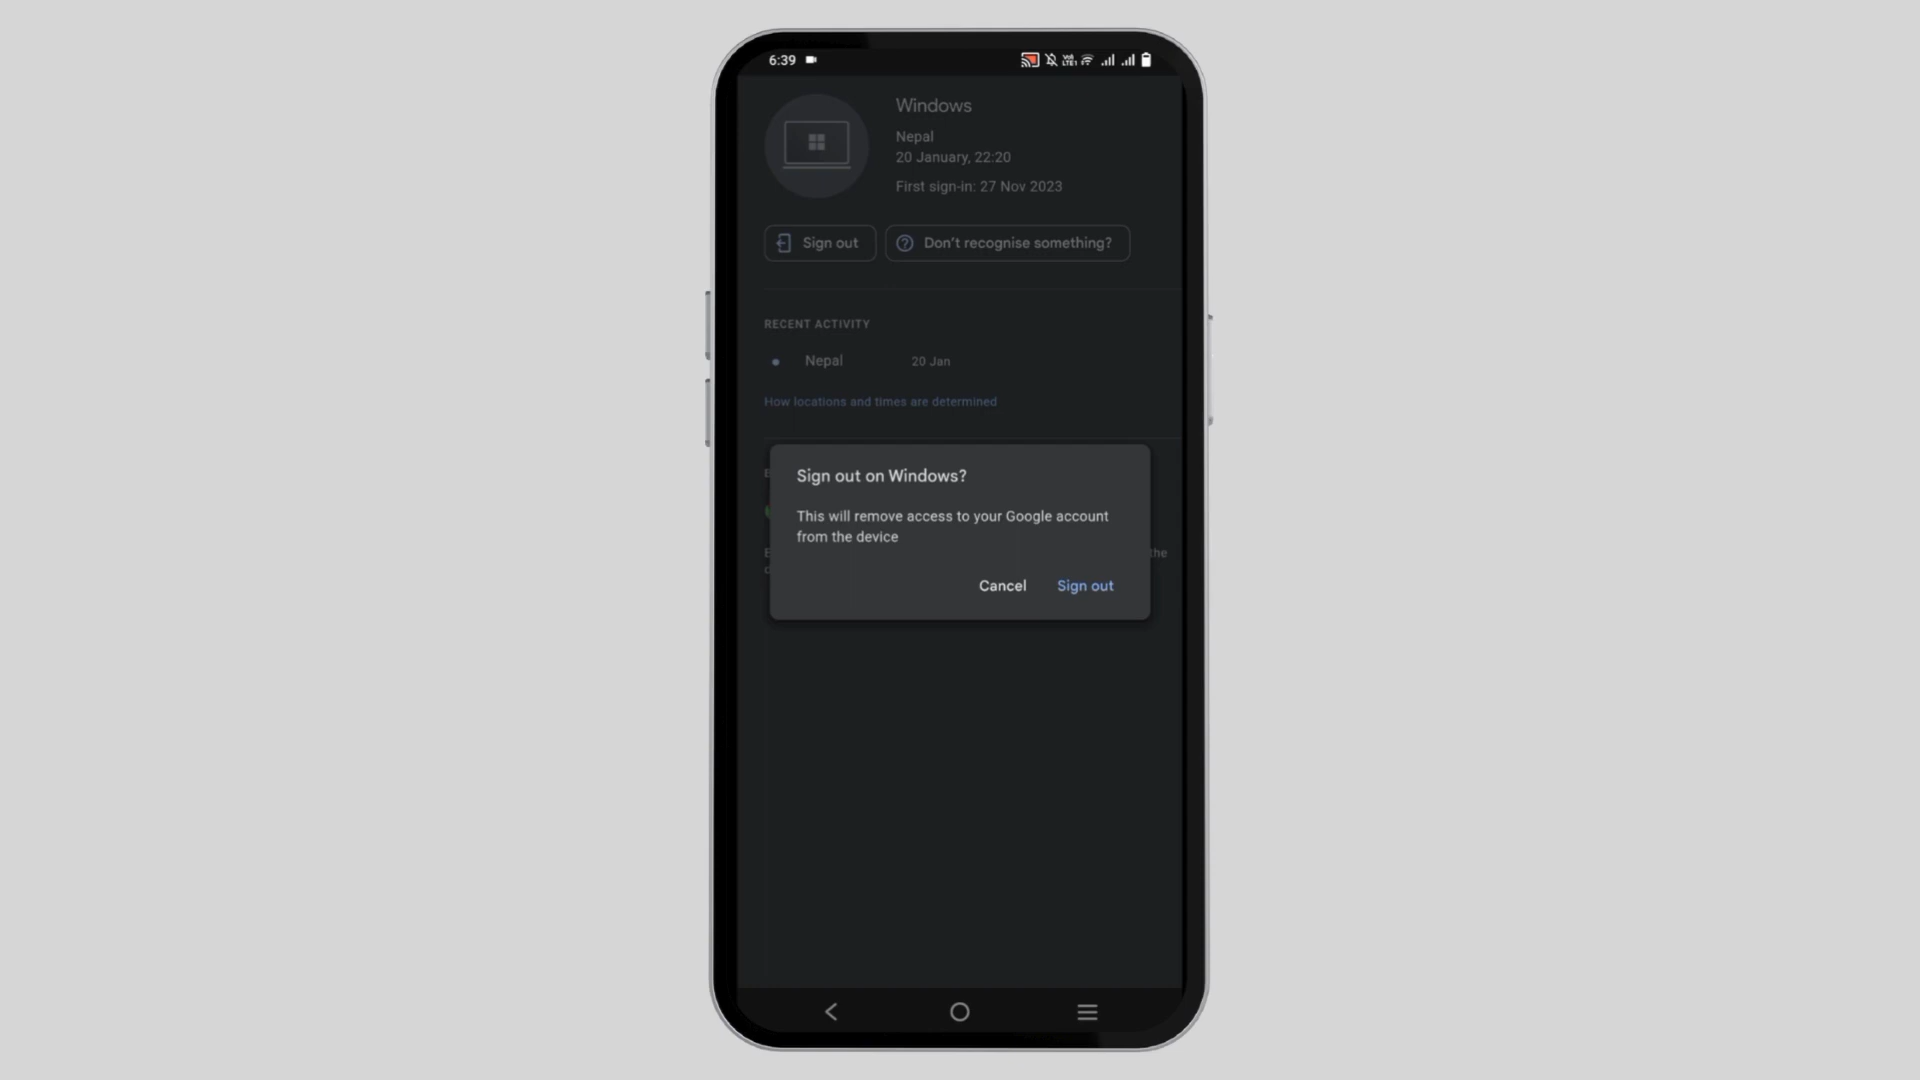 6:39
Windows
Nepal
20 January, 22:20
First sign-in: 27 Nov 2023
Sign out
Don't recognise something?
RECENT ACTIVITY
Nepal 20 Jan
How locations and times are determined
Sign out on Windows?
This will remove access to your Google account
from the device
the
Cancel Sign out